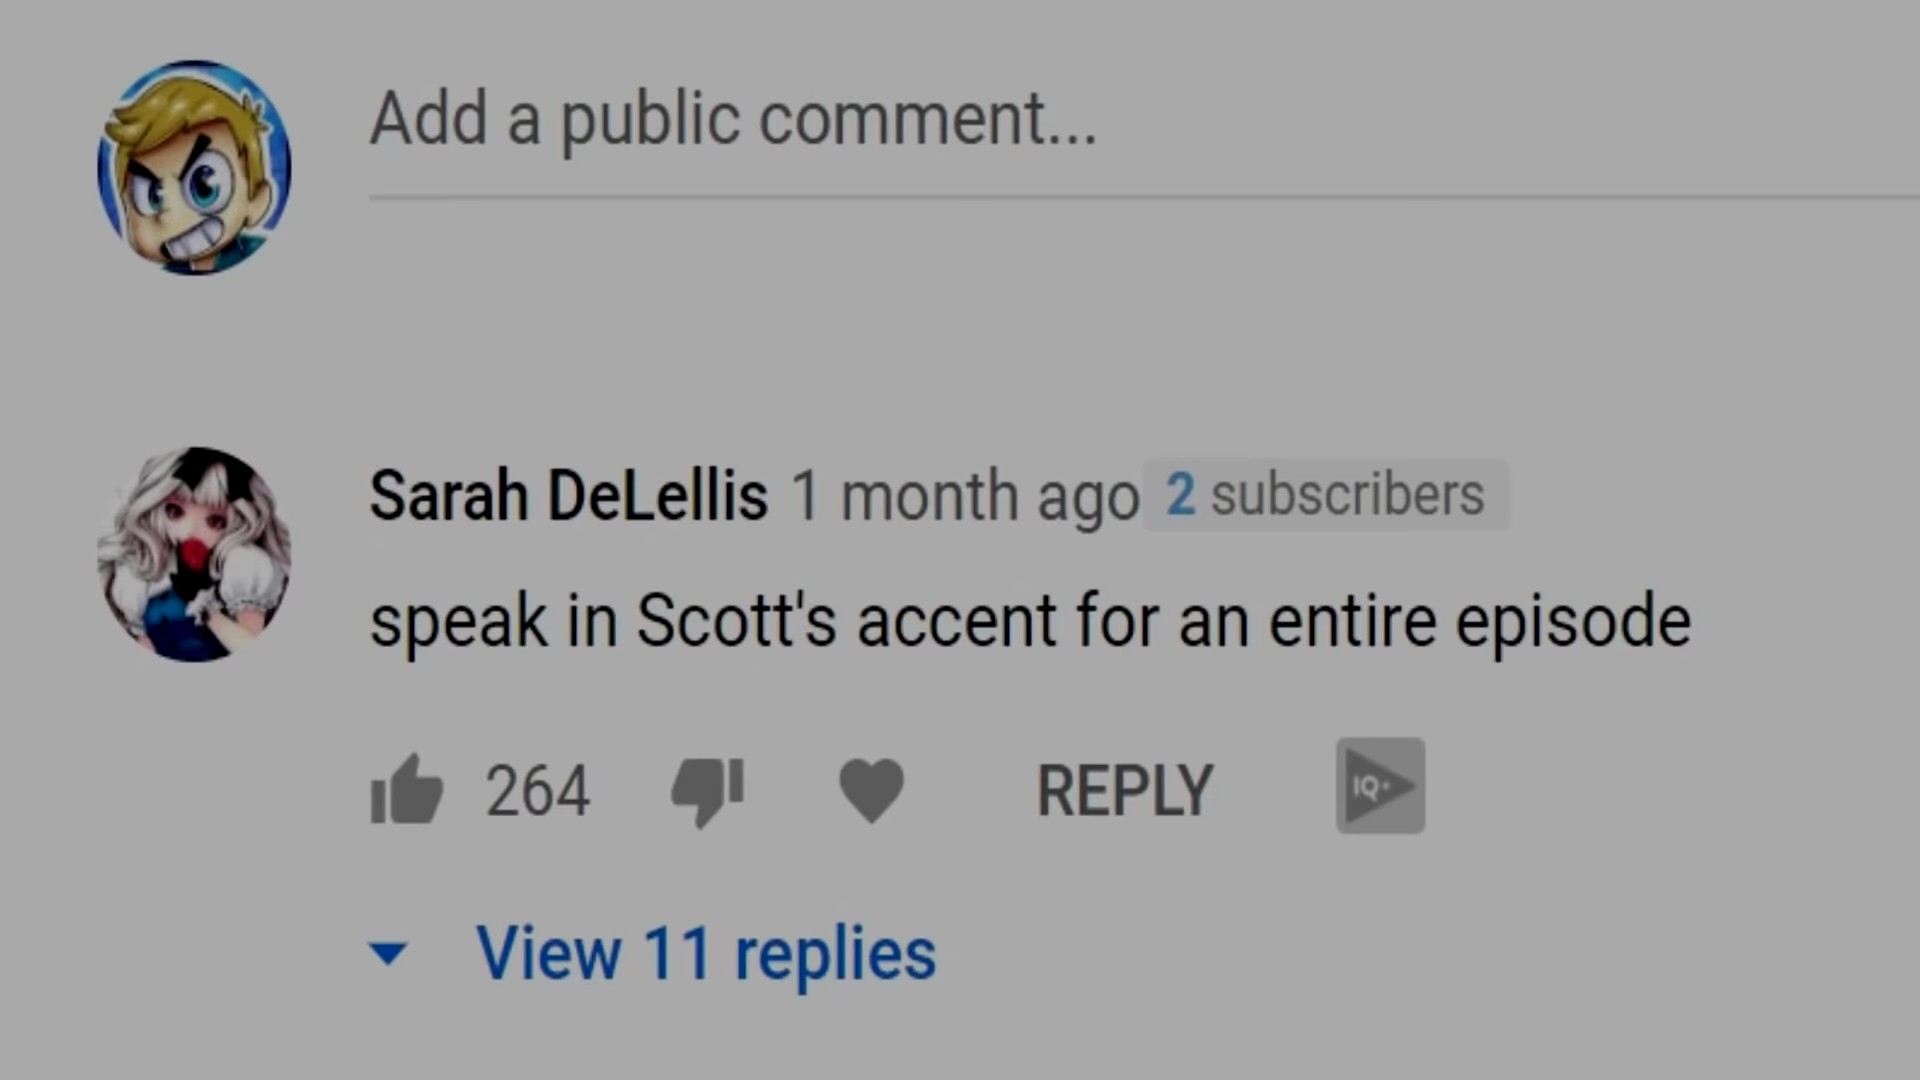 Add a public comment...
Sarah DeLellis 1 month ago 2 subscribers
speak in Scott's accent for an entire episode
264 REPLY IQ+
View 11 replies